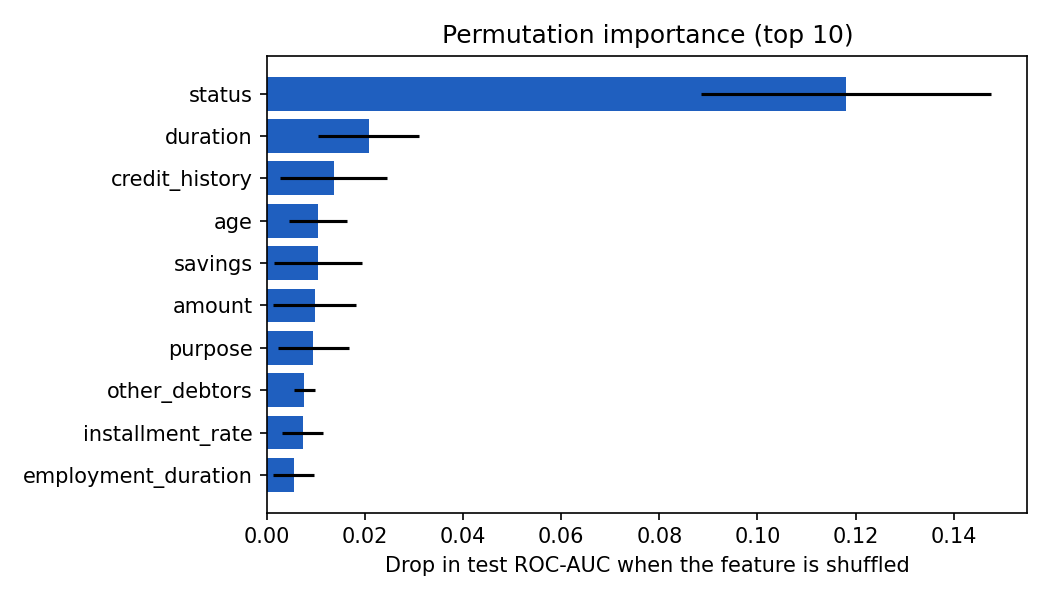 Permutation importance (top 10)
status
duration
credit_history
age
savings
amount
purpose
other_debtors
installment_rate
employment_duration
0.00 0.02 0.04 0.06 0.08 0.10 0.12 0.14
Drop in test ROC-AUC when the feature is shuffled